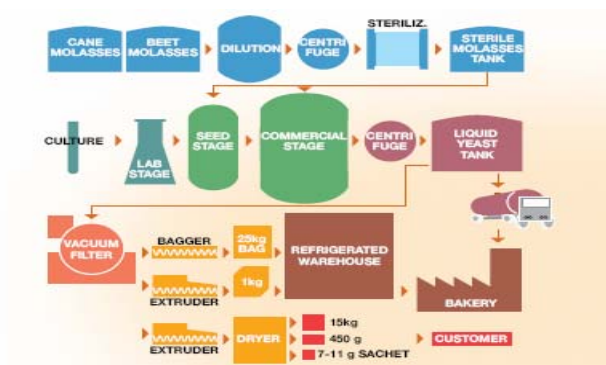 CANE
MOLASSES
BEET
MOLASSES
DILUTION
CENTRI
FUGE
STERILIZ.
STERILE
MOLASSES
TANK
CULTURE
LAB
STAGE
SEED
STAGE
COMMERCIAL
STAGE
CENTRI
FUGE
LIQUID
YEAST
TANK
VACUUM
FILTER
BAGGER
25kg
BAG
REFRIGERATED
WAREHOUSE
EXTRUDER
1kg
BAKERY
EXTRUDER
DRYER
15kg
450 g
7-11 g SACHET
CUSTOMER